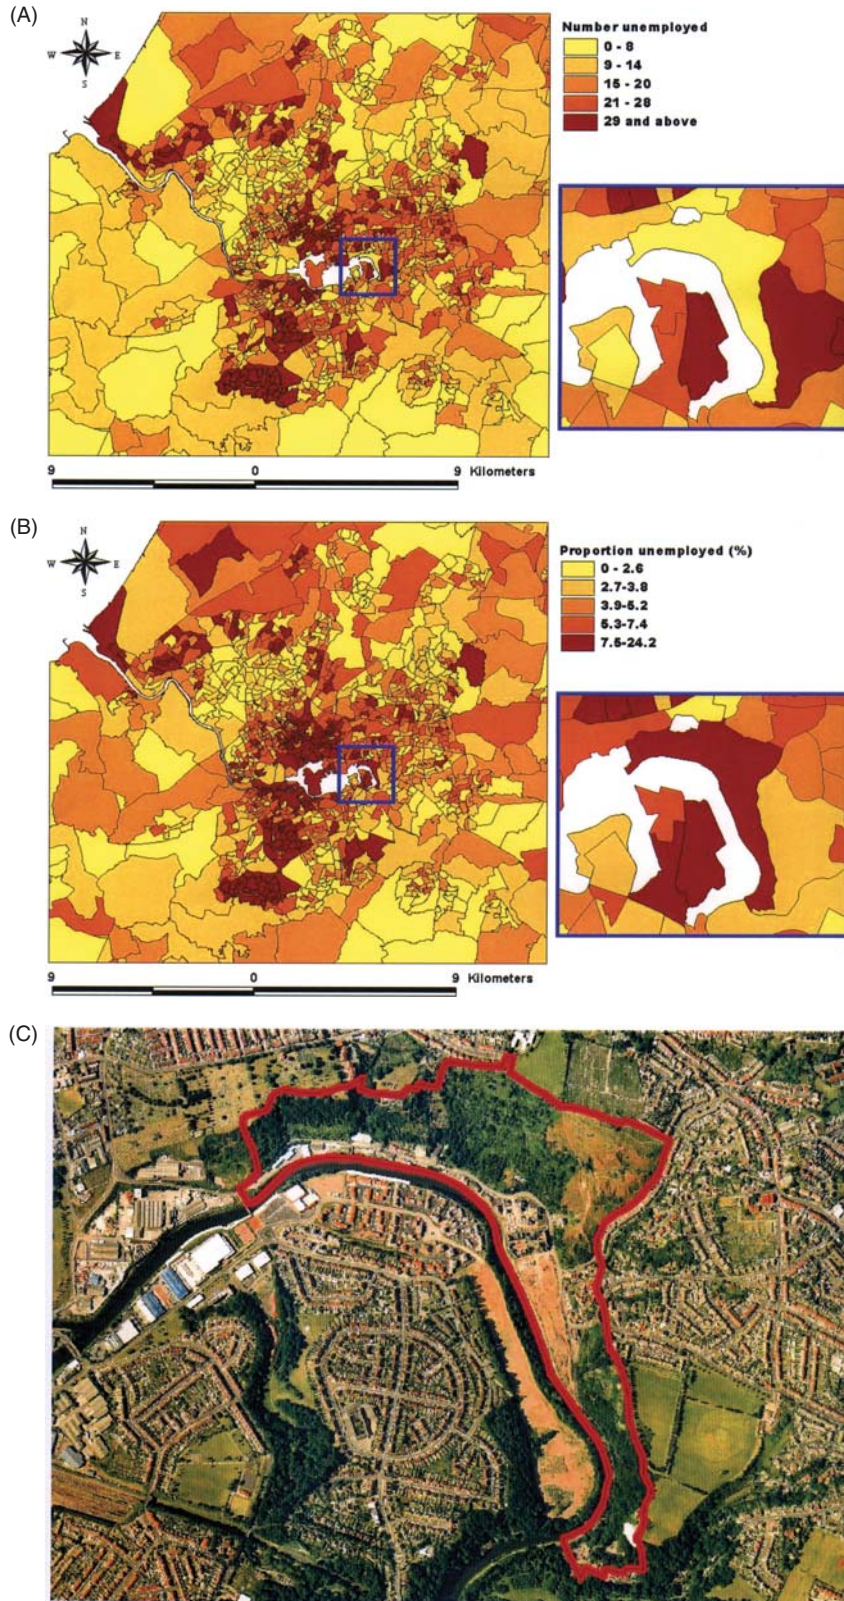 (A)
N
W E
S
Number unemployed
0 - 8
9 - 14
15 - 20
21 - 28
29 and above
9 0 9 Kilometers
(B)
N
W E
S
Proportion unemployed (%)
0 - 2.6
2.7-3.8
3.9-5.2
5.3-7.4
7.5-24.2
9 0 9 Kilometers
(C)